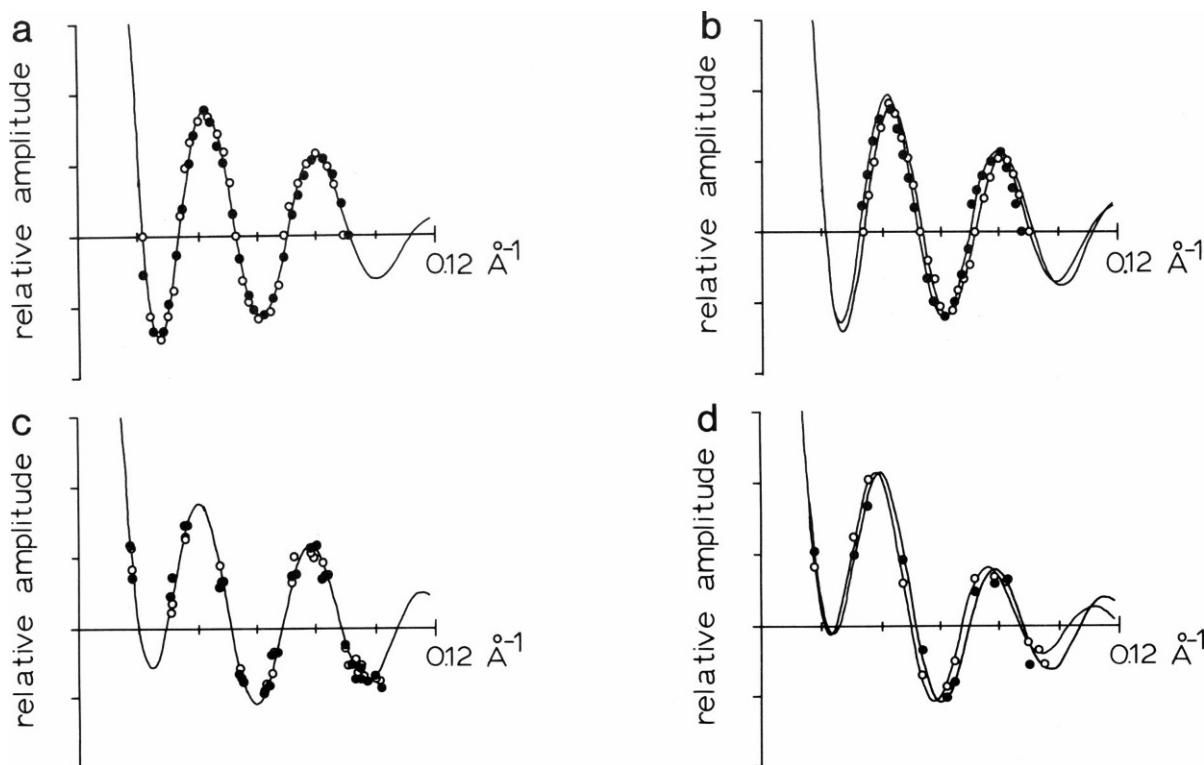 a
relative amplitude
0.12 Å⁻¹
b
relative amplitude
0.12 Å⁻¹
c
relative amplitude
0.12 Å⁻¹
d
relative amplitude
0.12 Å⁻¹